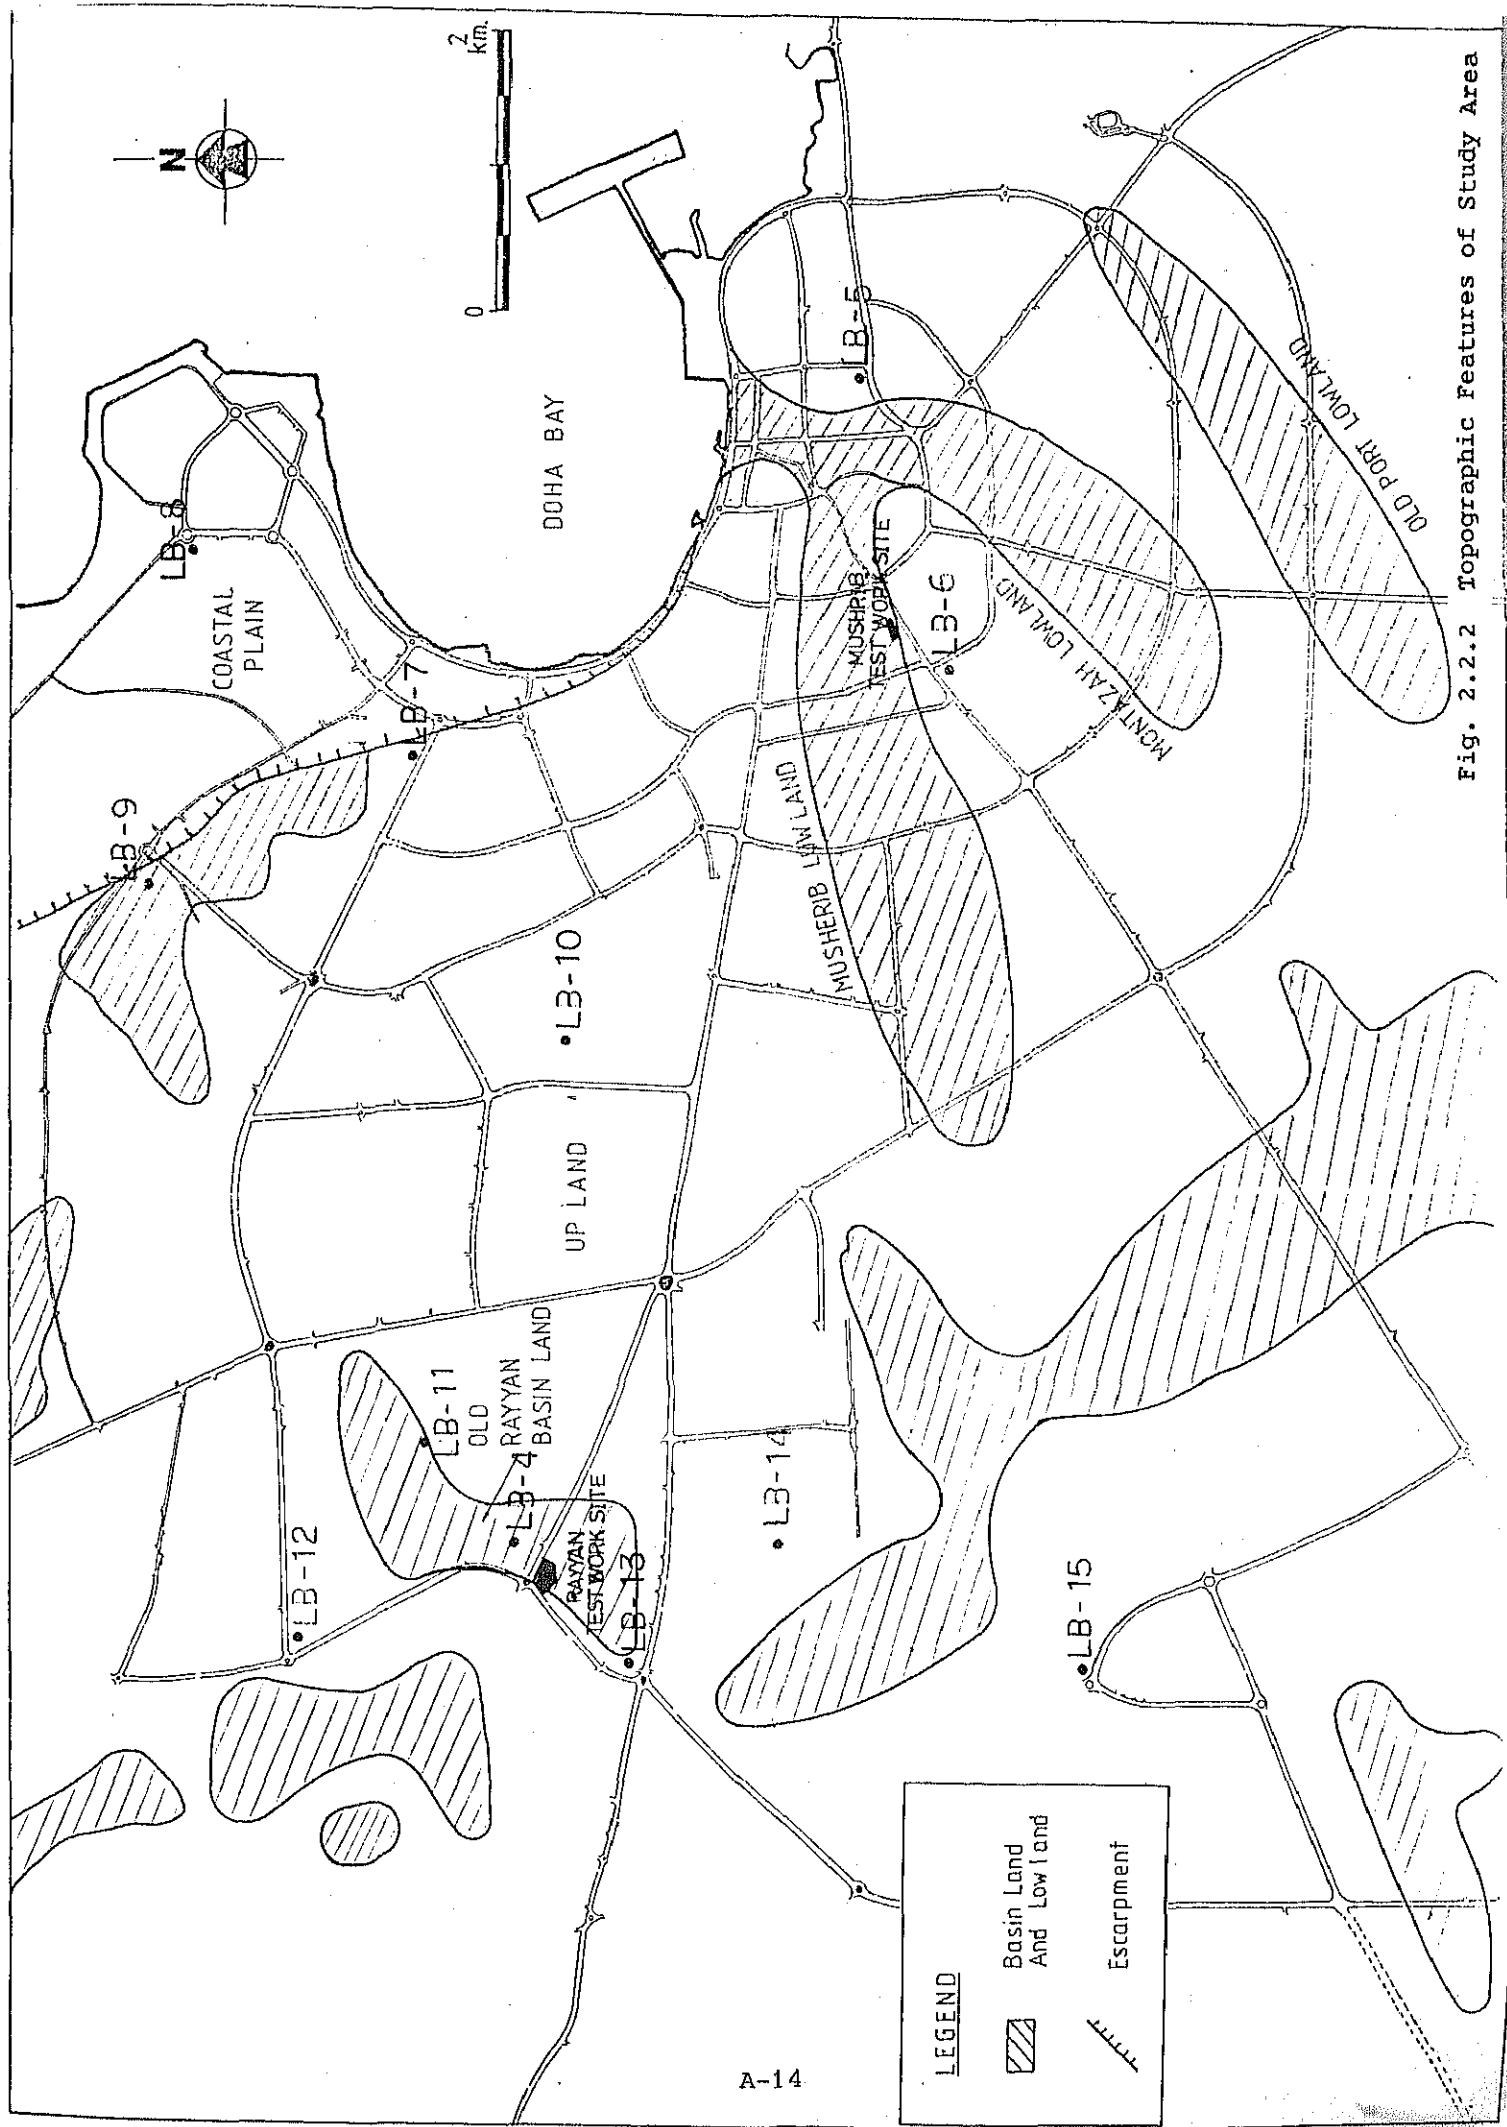 N
0
2
km.
LB-8
COASTAL
PLAIN
DOHA BAY
LB-7
LB-9
LB-5
MUSHRIB
TEST WORK SITE
LB-6
MONTAZAH LOWLAND
OLD PORT LOWLAND
MUSHERIB LOW LAND
LB-10
UP LAND
LB-11
OLD
RAYYAN
BASIN LAND
LB-4
RAYYAN
TEST WORK SITE
LB-12
LB-13
LB-14
LB-15
LEGEND
Basin Land
And Low land
Escarpment
Fig. 2.2.2 Topographic Features of Study Area
A-14